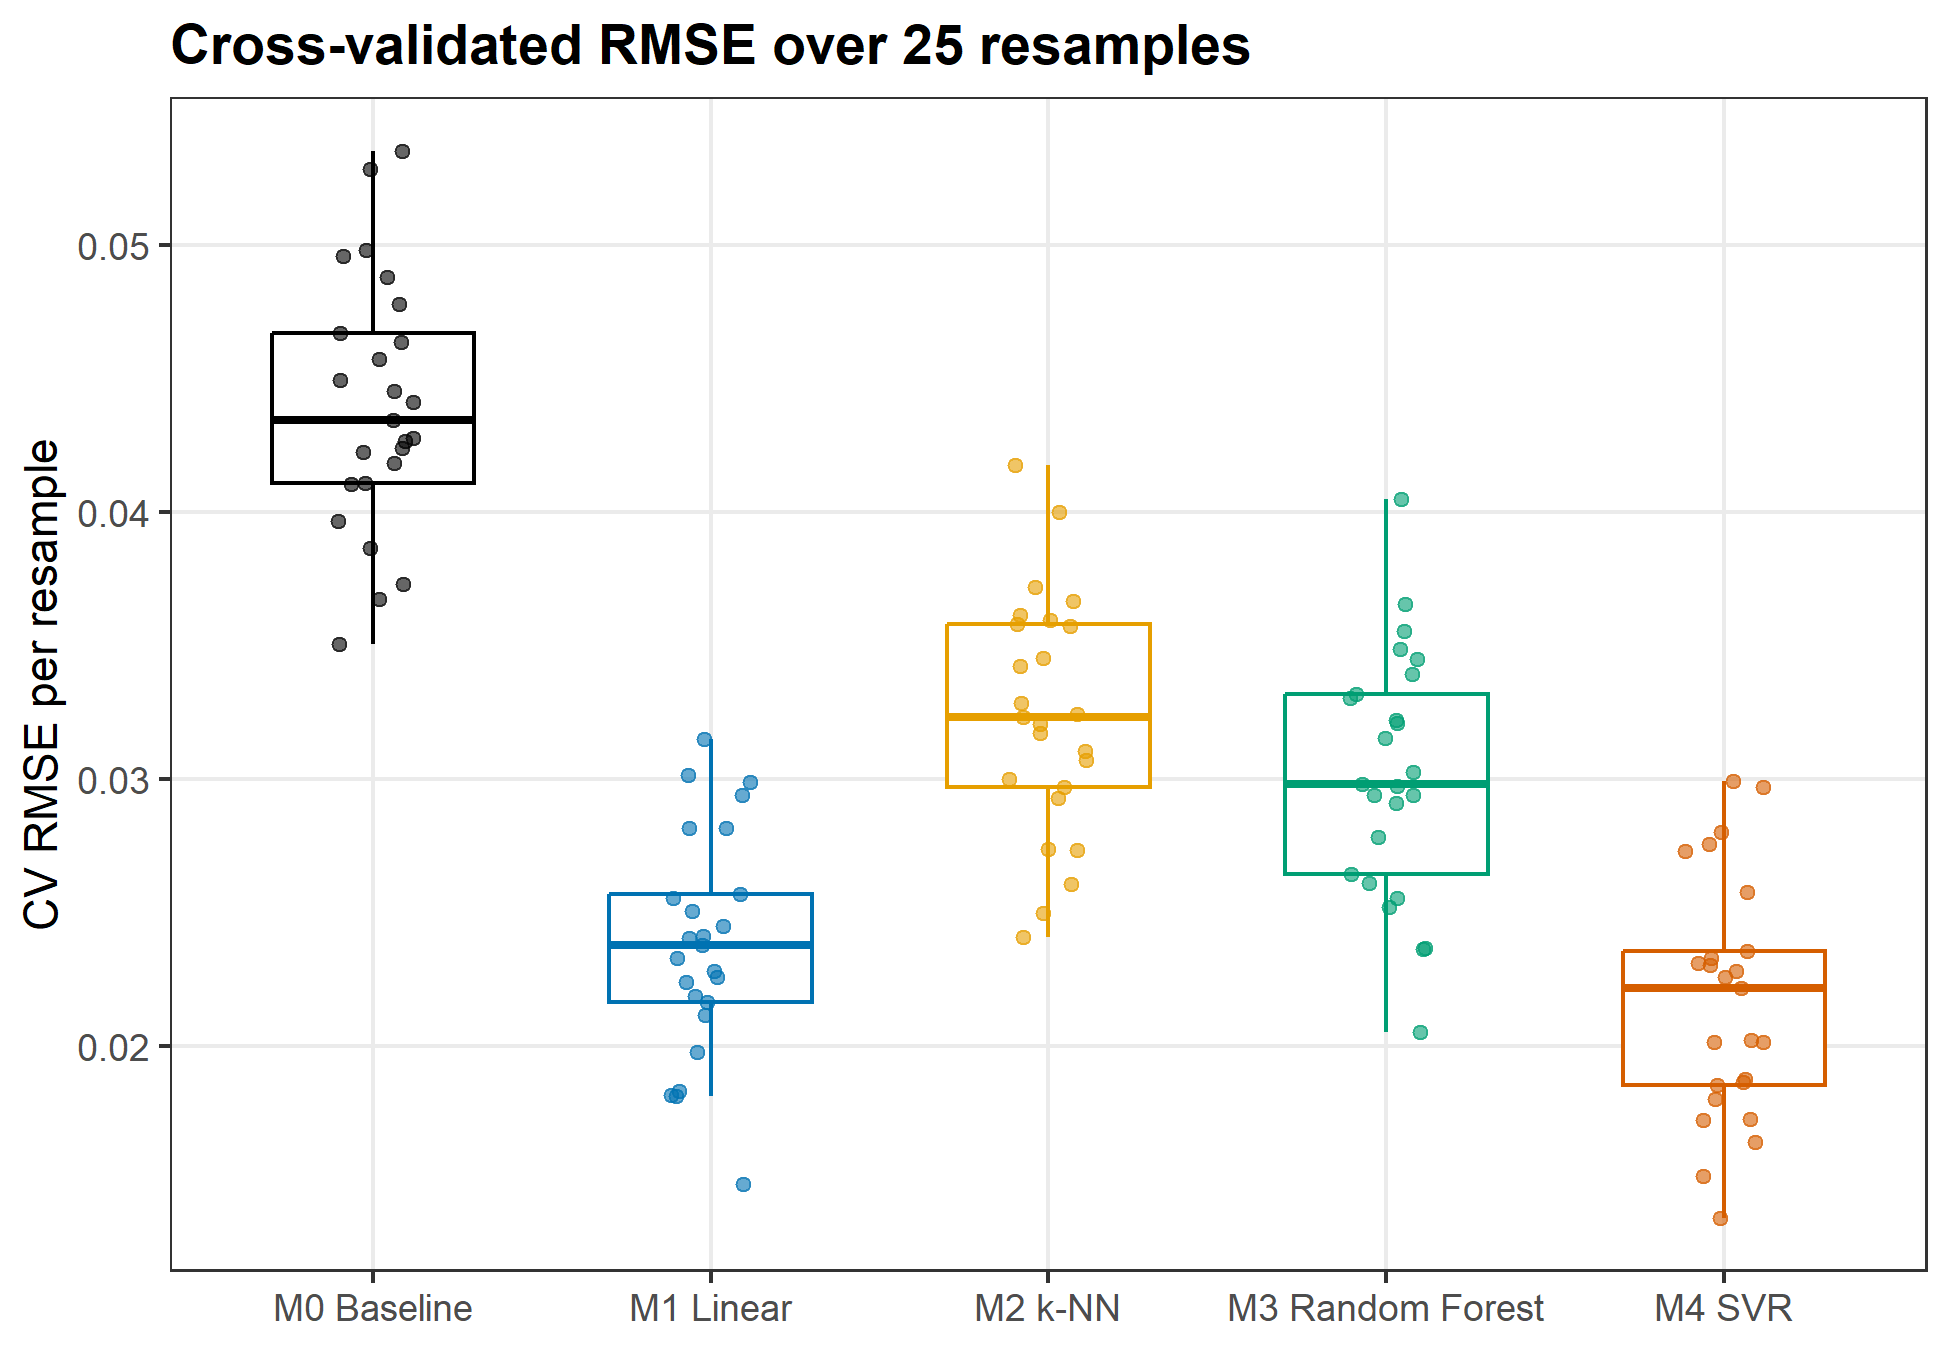 Cross-validated RMSE over 25 resamples
CV RMSE per resample
0.05
0.04
0.03
0.02
M0 Baseline
M1 Linear
M2 k-NN
M3 Random Forest
M4 SVR